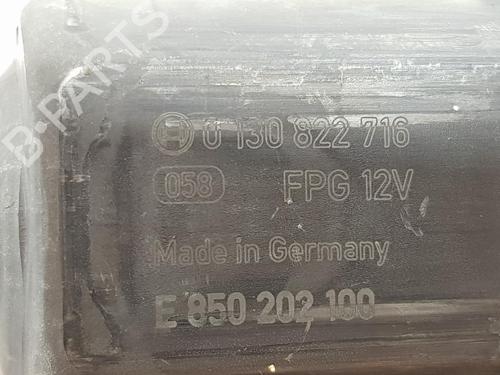 0 130 822 716
058 FPG 12V
Made in Germany
E 850 202 100
B-PARTS